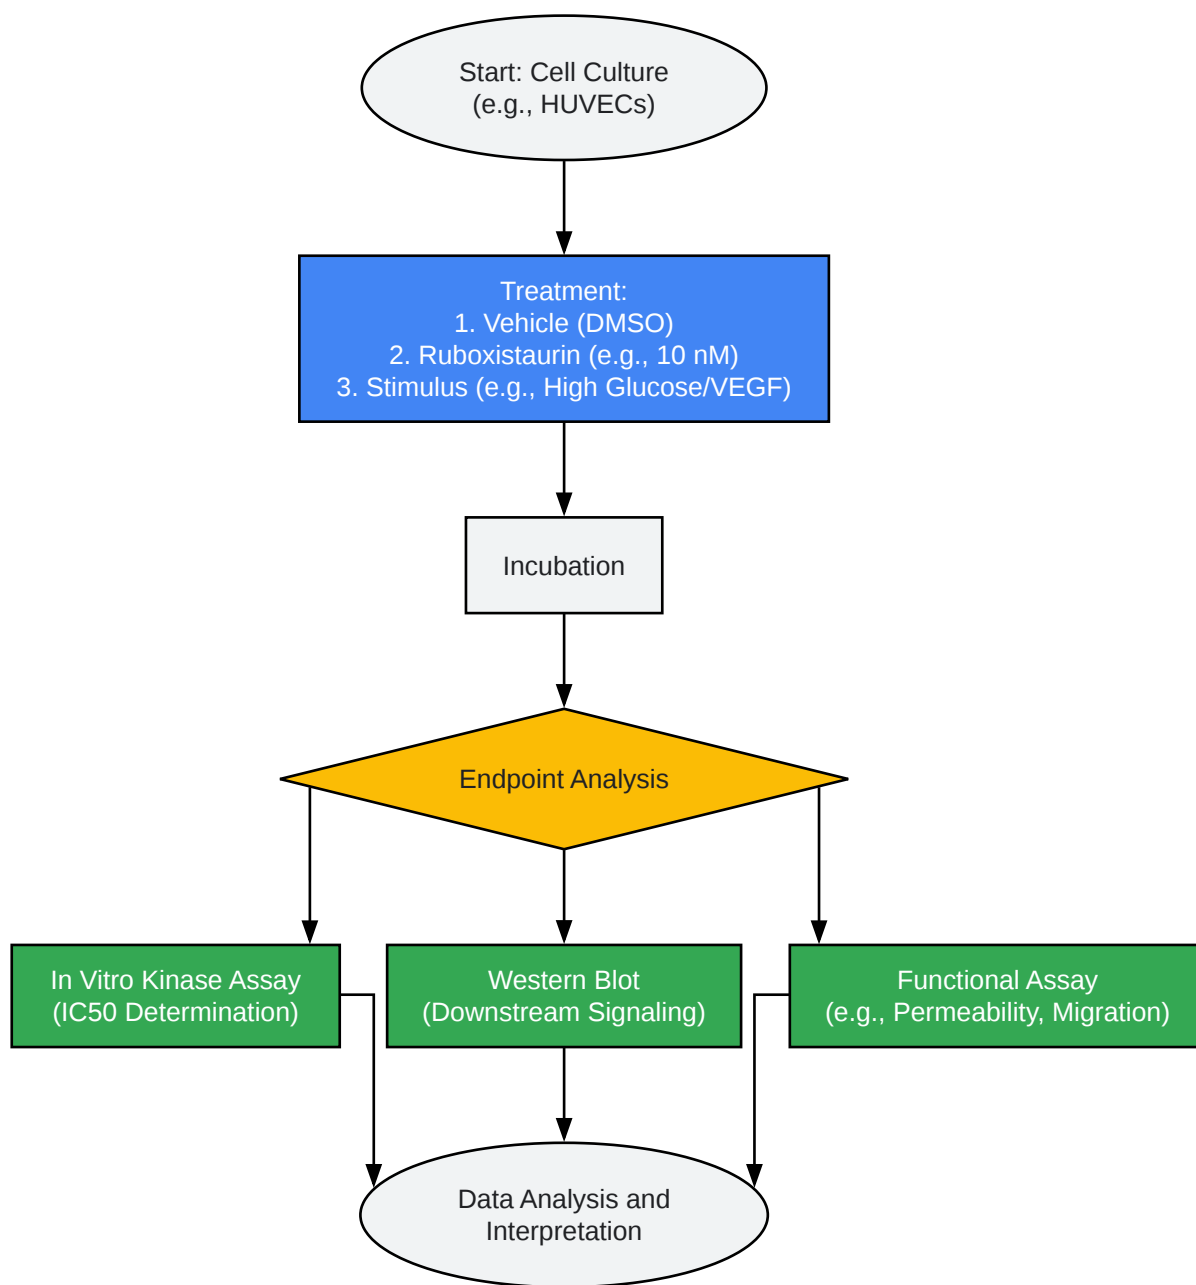 Start: Cell Culture
(e.g., HUVECs)
Treatment:
1. Vehicle (DMSO)
2. Ruboxistaurin (e.g., 10 nM)
3. Stimulus (e.g., High Glucose/VEGF)
Incubation
Endpoint Analysis
In Vitro Kinase Assay
(IC50 Determination)
Western Blot
(Downstream Signaling)
Functional Assay
(e.g., Permeability, Migration)
Data Analysis and
Interpretation